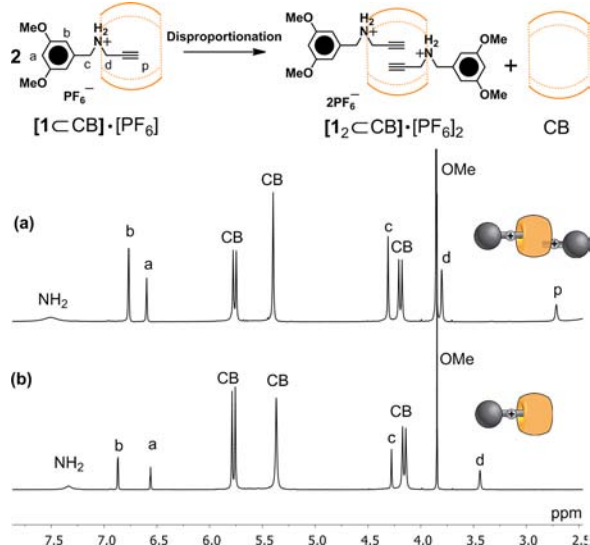 2
MeO
MeO
a
b
c
H2
N
+
d
p
PF6−
[1⊂CB]•[PF6]
Disproportionation
MeO
OMe
H2
N
+
H2
+N
OMe
OMe
2PF6−
[12⊂CB]•[PF6]2
+
CB
(a)
NH2
b
a
CB
CB
c
CB
OMe
d
p
(b)
NH2
b
a
CB
CB
c
CB
OMe
d
ppm
7.5 7.0 6.5 6.0 5.5 5.0 4.5 4.0 3.5 3.0 2.5